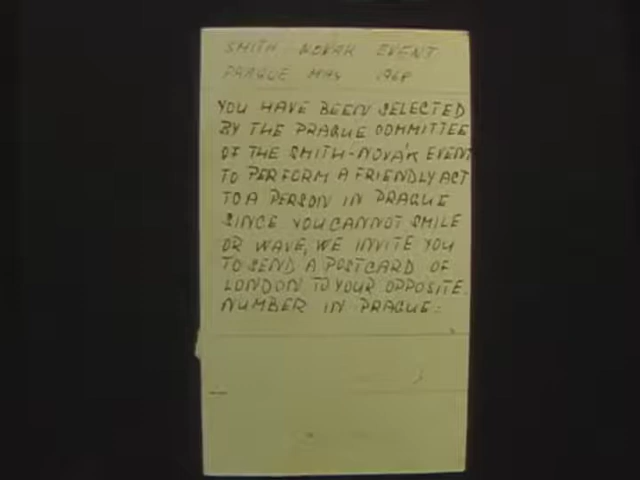 SMITH NOVAK EVENT
PRAGUE MAY 1968
YOU HAVE BEEN SELECTED
BY THE PRAGUE COMMITTEE
OF THE SMITH-NOVÁK EVENT
TO PERFORM A FRIENDLY ACT
TO A PERSON IN PRAGUE
SINCE YOU CANNOT SMILE
OR WAVE, WE INVITE YOU
TO SEND A POSTCARD OF
LONDON TO YOUR OPPOSITE
NUMBER IN PRAGUE: